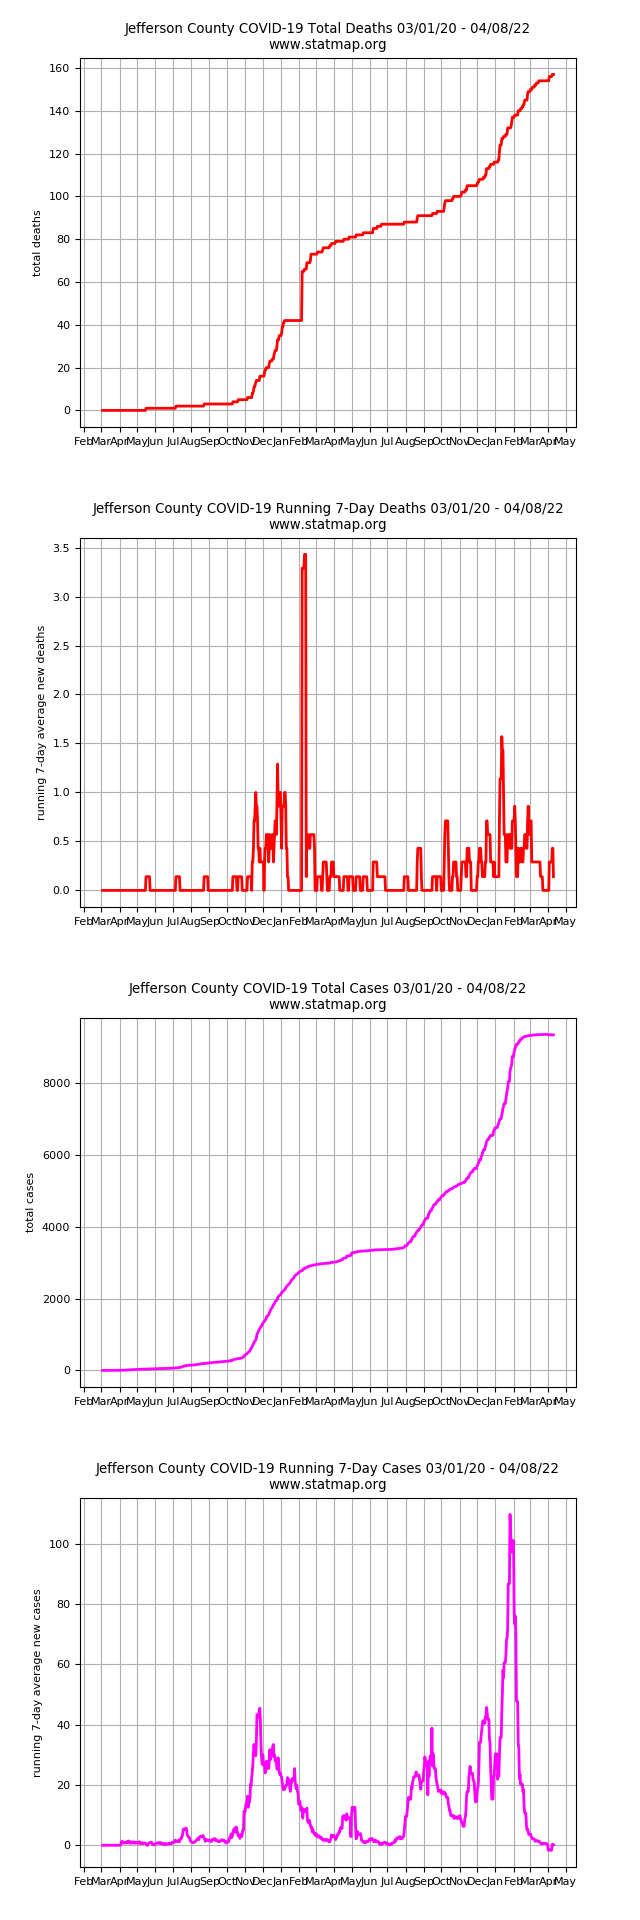 Jefferson County COVID-19 Total Deaths 03/01/20 - 04/08/22
www.statmap.org
160
140
120
100
80
60
40
20
0
total deaths
Feb Mar Apr May Jun Jul Aug Sep Oct Nov Dec Jan Feb Mar Apr May Jun Jul Aug Sep Oct Nov Dec Jan Feb Mar Apr May
Jefferson County COVID-19 Running 7-Day Deaths 03/01/20 - 04/08/22
www.statmap.org
3.5
3.0
2.5
2.0
1.5
1.0
0.5
0.0
running 7-day average new deaths
Feb Mar Apr May Jun Jul Aug Sep Oct Nov Dec Jan Feb Mar Apr May Jun Jul Aug Sep Oct Nov Dec Jan Feb Mar Apr May
Jefferson County COVID-19 Total Cases 03/01/20 - 04/08/22
www.statmap.org
8000
6000
4000
2000
0
total cases
Feb Mar Apr May Jun Jul Aug Sep Oct Nov Dec Jan Feb Mar Apr May Jun Jul Aug Sep Oct Nov Dec Jan Feb Mar Apr May
Jefferson County COVID-19 Running 7-Day Cases 03/01/20 - 04/08/22
www.statmap.org
100
80
60
40
20
0
running 7-day average new cases
Feb Mar Apr May Jun Jul Aug Sep Oct Nov Dec Jan Feb Mar Apr May Jun Jul Aug Sep Oct Nov Dec Jan Feb Mar Apr May